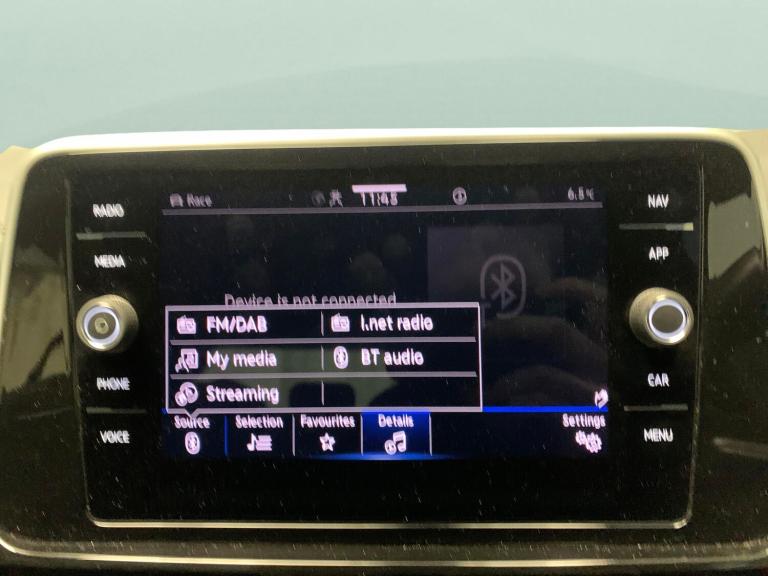 RADIO
MEDIA
PHONE
VOICE
Race 11:45 6.5°C
Device is not connected
FM/DAB I.net radio
My media BT audio
Streaming
Source Selection Favourites Details Settings
NAV
APP
CAR
MENU